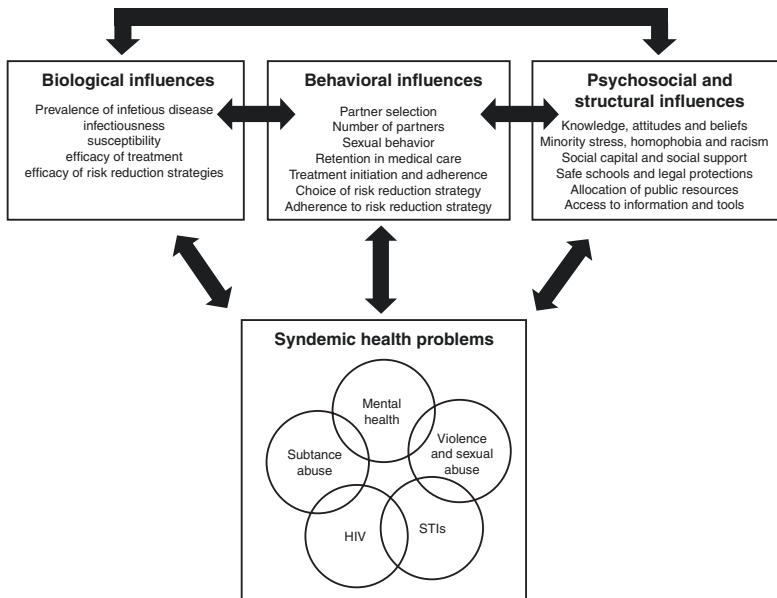 Biological influences
Prevalence of infetious disease
infectiousness
susceptibility
efficacy of treatment
efficacy of risk reduction strategies
Behavioral influences
Partner selection
Number of partners
Sexual behavior
Retention in medical care
Treatment initiation and adherence
Choice of risk reduction strategy
Adherence to risk reduction strategy
Psychosocial and
structural influences
Knowledge, attitudes and beliefs
Minority stress, homophobia and racism
Social capital and social support
Safe schools and legal protections
Allocation of public resources
Access to information and tools
Syndemic health problems
Mental
health
Subtance
abuse
Violence
and sexual
abuse
HIV
STIs